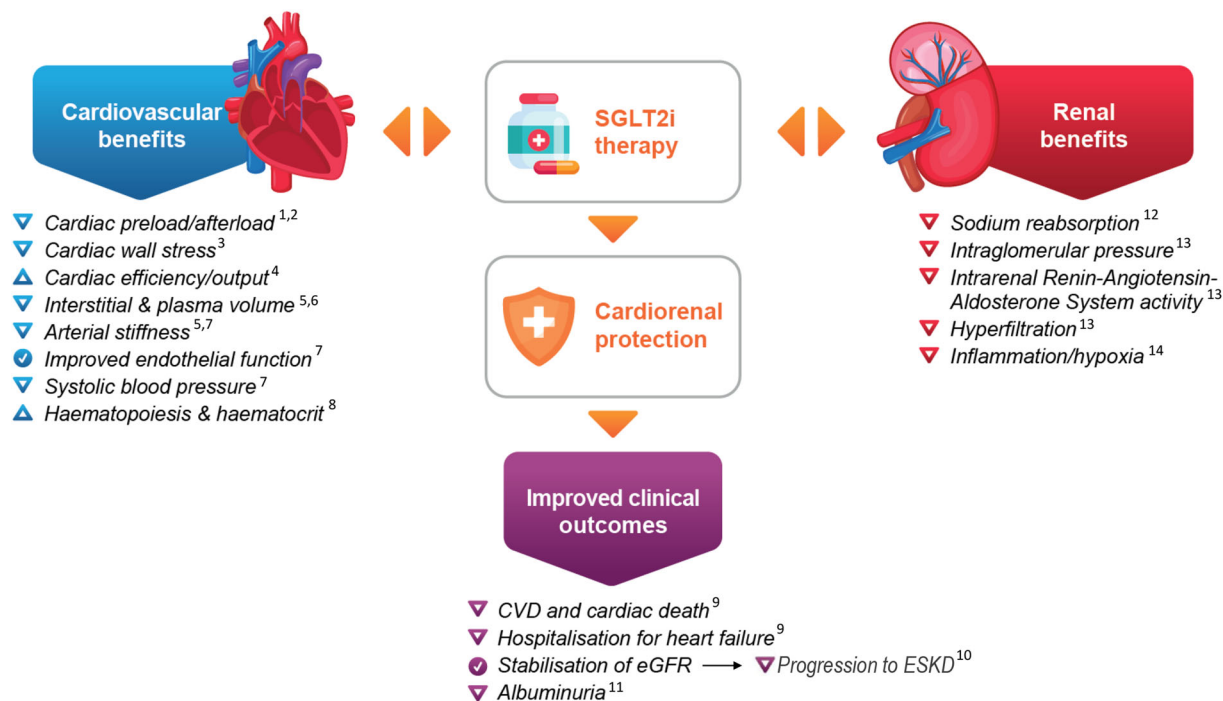 Cardiovascular
benefits
SGLT2i
therapy
Renal
benefits
Cardiac preload/afterload 1,2
Cardiac wall stress 3
Cardiac efficiency/output 4
Interstitial & plasma volume 5,6
Arterial stiffness 5,7
Improved endothelial function 7
Systolic blood pressure 7
Haematopoiesis & haematocrit 8
Cardiorenal
protection
Sodium reabsorption 12
Intraglomerular pressure 13
Intrarenal Renin-Angiotensin-
Aldosterone System activity 13
Hyperfiltration 13
Inflammation/hypoxia 14
Improved clinical
outcomes
CVD and cardiac death 9
Hospitalisation for heart failure 9
Stabilisation of eGFR → Progression to ESKD 10
Albuminuria 11